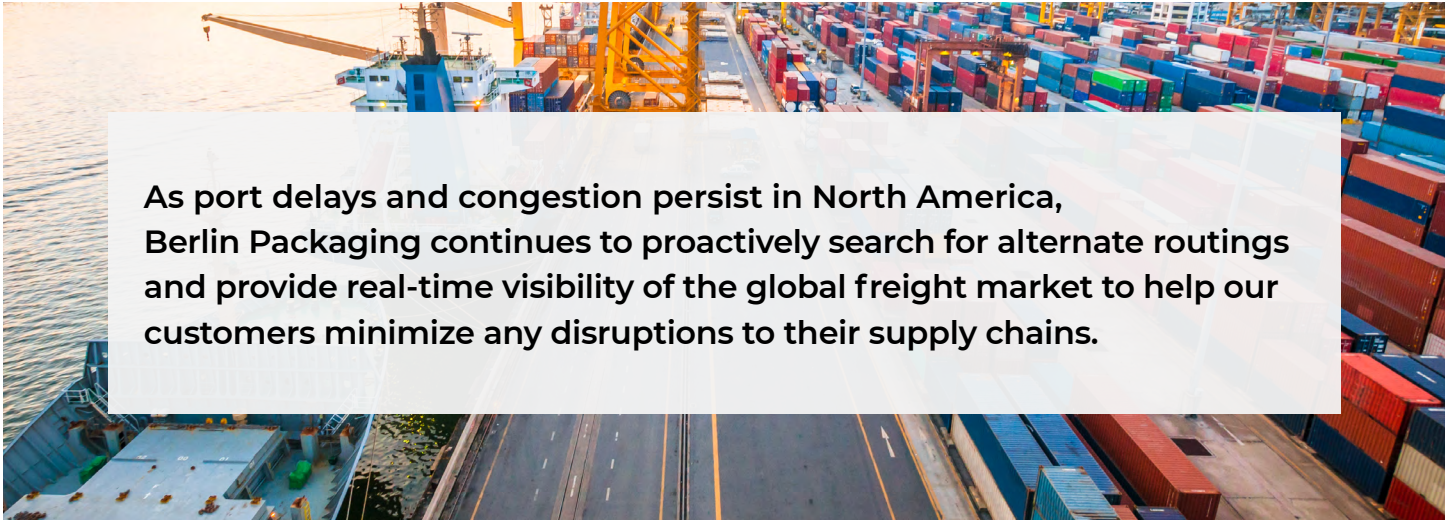 As port delays and congestion persist in North America,
Berlin Packaging continues to proactively search for alternate routings
and provide real-time visibility of the global freight market to help our
customers minimize any disruptions to their supply chains.